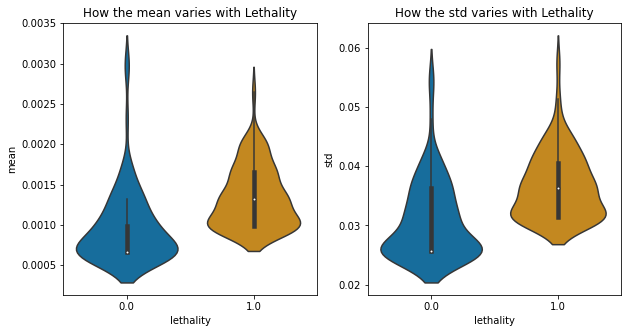 How the mean varies with Lethality
0.0035
0.0030
0.0025
0.0020
0.0015
0.0010
0.0005
mean
0.0
1.0
lethality
How the std varies with Lethality
0.06
0.05
0.04
0.03
0.02
std
0.0
1.0
lethality